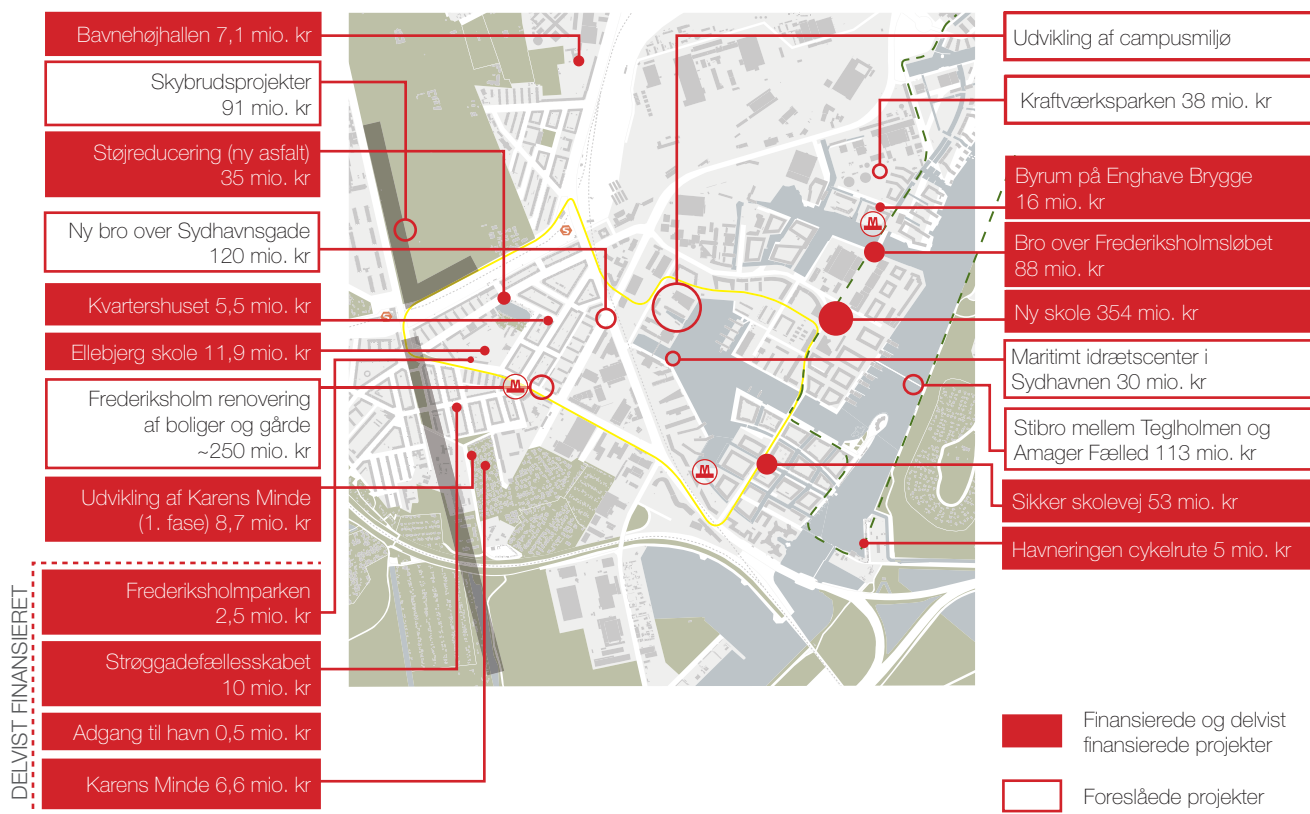 Bavnehøjhallen 7,1 mio. kr
Skybrudsprojekter
91 mio. kr
Støjreducering (ny asfalt)
35 mio. kr
Ny bro over Sydhavnsgade
120 mio. kr
Kvartershuset 5,5 mio. kr
Ellebjerg skole 11,9 mio. kr
Frederiksholm renovering
af boliger og gårde
~250 mio. kr
Udvikling af Karens Minde
(1. fase) 8,7 mio. kr
DELVIST FINANSIERET
Frederiksholmparken
2,5 mio. kr
Strøggadefællesskabet
10 mio. kr
Adgang til havn 0,5 mio. kr
Karens Minde 6,6 mio. kr
S
S
M
M
M
Udvikling af campusmiljø
Kraftværksparken 38 mio. kr
Byrum på Enghave Brygge
16 mio. kr
Bro over Frederiksholmsløbet
88 mio. kr
Ny skole 354 mio. kr
Maritimt idrætscenter i
Sydhavnen 30 mio. kr
Stibro mellem Teglholmen og
Amager Fælled 113 mio. kr
Sikker skolevej 53 mio. kr
Havneringen cykelrute 5 mio. kr
Finansierede og delvist
finansierede projekter
Foreslåede projekter